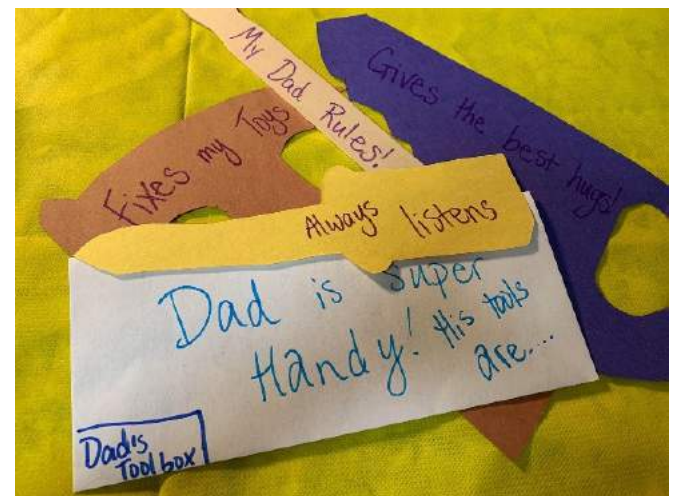 My Dad Rules!
Gives the best hugs!
Fixes my Toys
Always listens
Dad is super
Handy! His tools
are...
Dad's
Toolbox